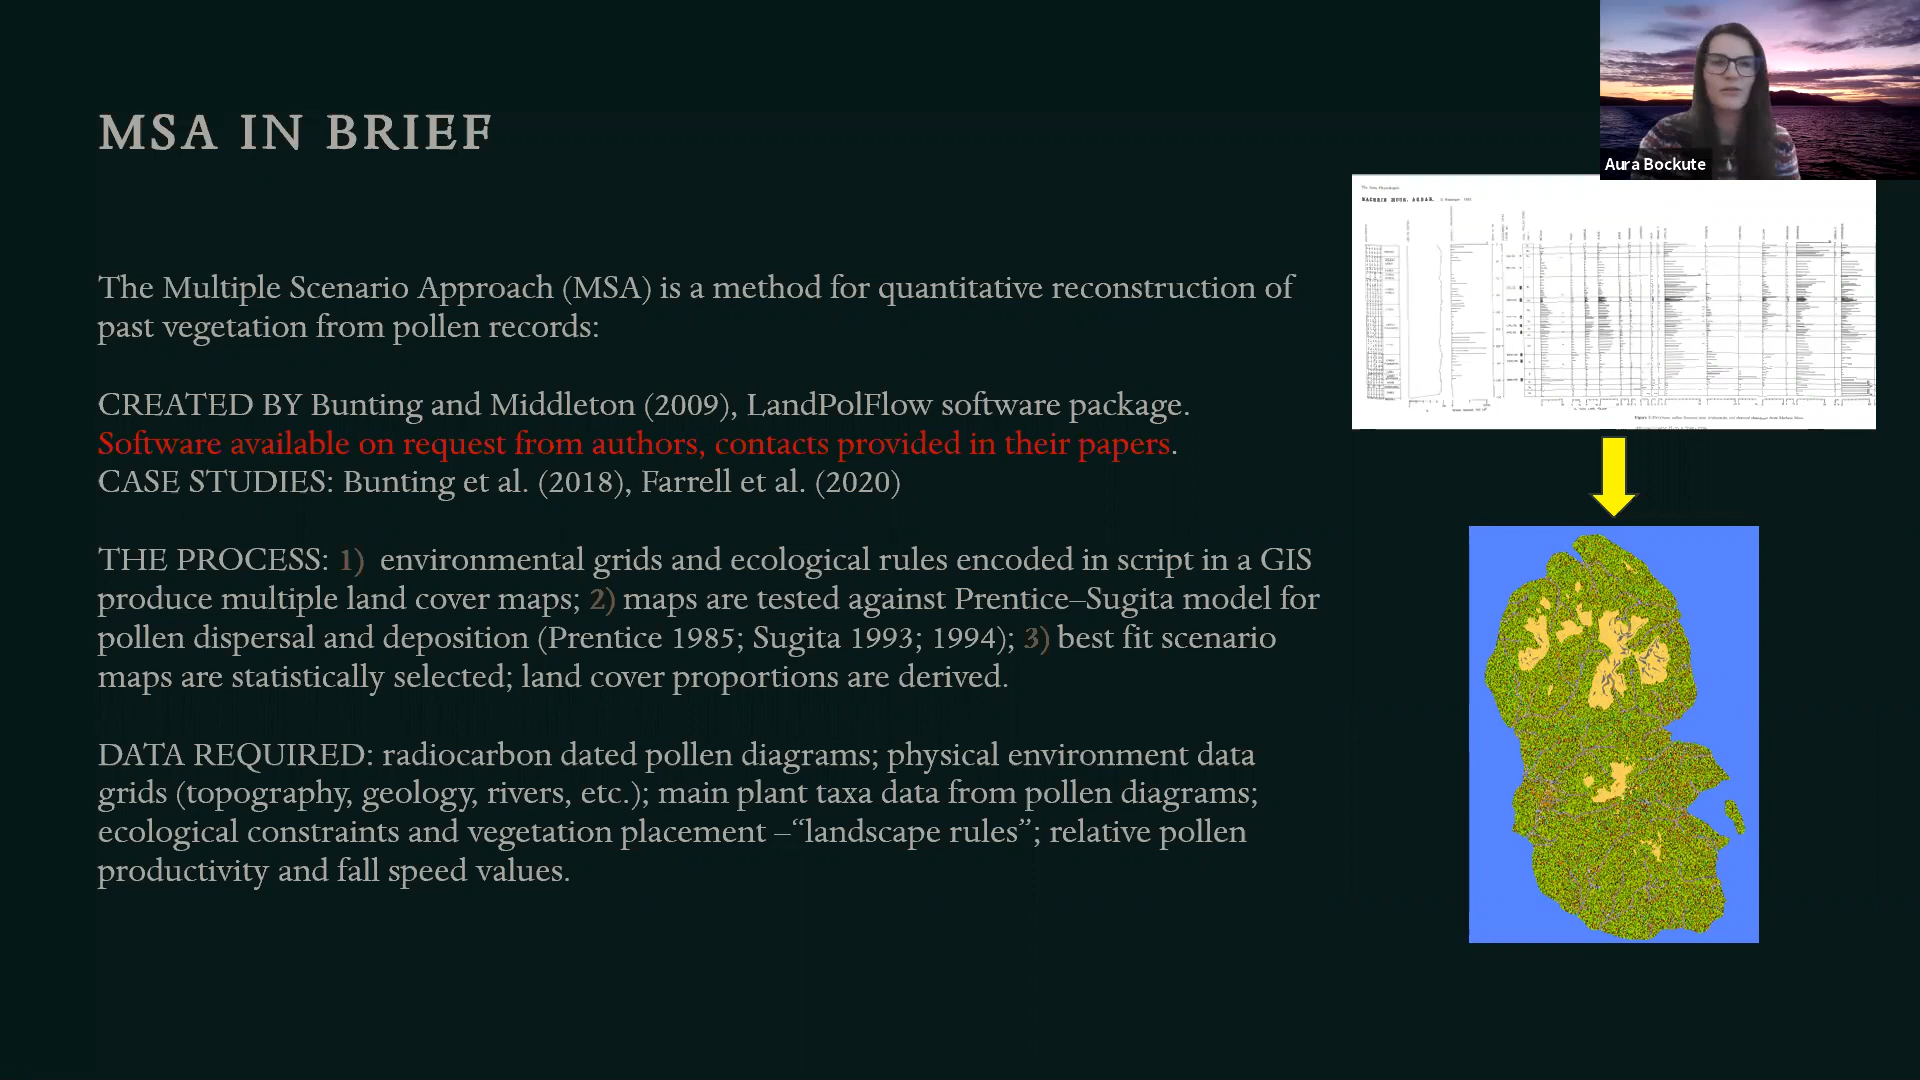 MSA IN BRIEF
Aura Bockute
The Multiple Scenario Approach (MSA) is a method for quantitative reconstruction of
past vegetation from pollen records:
CREATED BY Bunting and Middleton (2009), LandPolFlow software package.
Software available on request from authors, contacts provided in their papers.
CASE STUDIES: Bunting et al. (2018), Farrell et al. (2020)
THE PROCESS: 1) environmental grids and ecological rules encoded in script in a GIS
produce multiple land cover maps; 2) maps are tested against Prentice–Sugita model for
pollen dispersal and deposition (Prentice 1985; Sugita 1993; 1994); 3) best fit scenario
maps are statistically selected; land cover proportions are derived.
DATA REQUIRED: radiocarbon dated pollen diagrams; physical environment data
grids (topography, geology, rivers, etc.); main plant taxa data from pollen diagrams;
ecological constraints and vegetation placement –“landscape rules”; relative pollen
productivity and fall speed values.